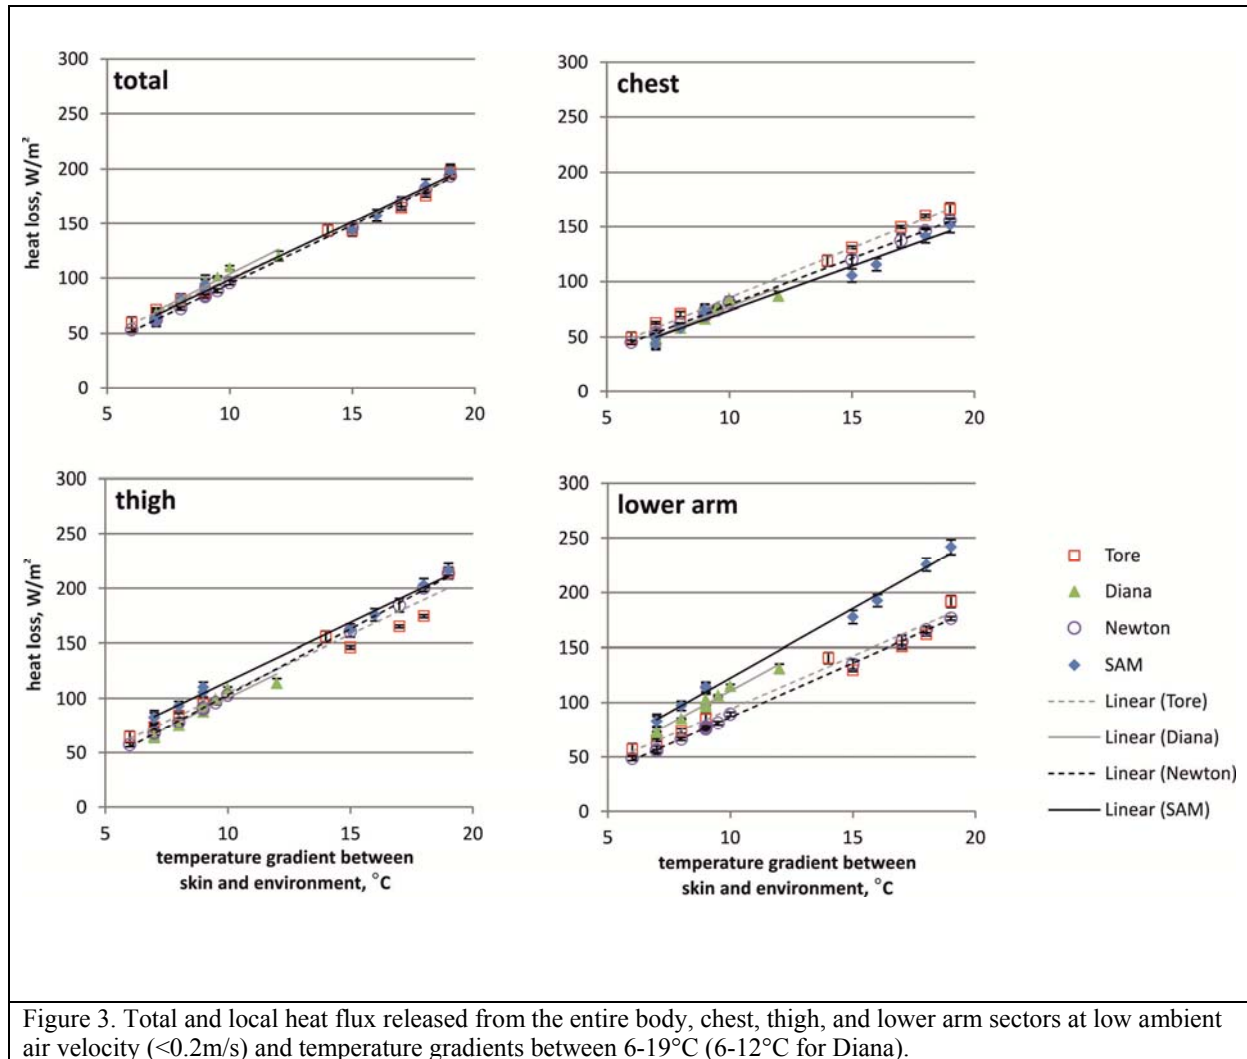 total
300
250
200
150
100
50
0
5
10
15
20
heat loss, W/m²
chest
300
250
200
150
100
50
0
5
10
15
20
thigh
300
250
200
150
100
50
0
5
10
15
20
heat loss, W/m²
temperature gradient between
skin and environment, °C
lower arm
300
250
200
150
100
50
0
5
10
15
20
temperature gradient between
skin and environment, °C
Tore
Diana
Newton
SAM
Linear (Tore)
Linear (Diana)
Linear (Newton)
Linear (SAM)
Figure 3. Total and local heat flux released from the entire body, chest, thigh, and lower arm sectors at low ambient
air velocity (<0.2m/s) and temperature gradients between 6-19°C (6-12°C for Diana).